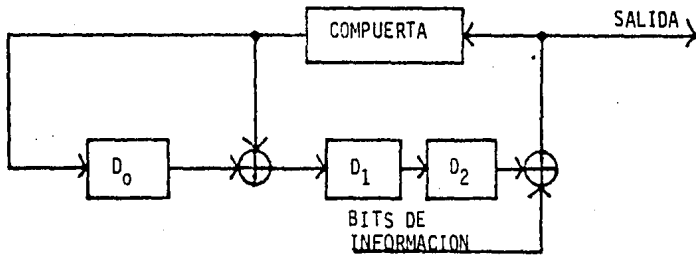 SALIDA
COMPUERTA
D₀
D₁
D₂
BITS DE
INFORMACION